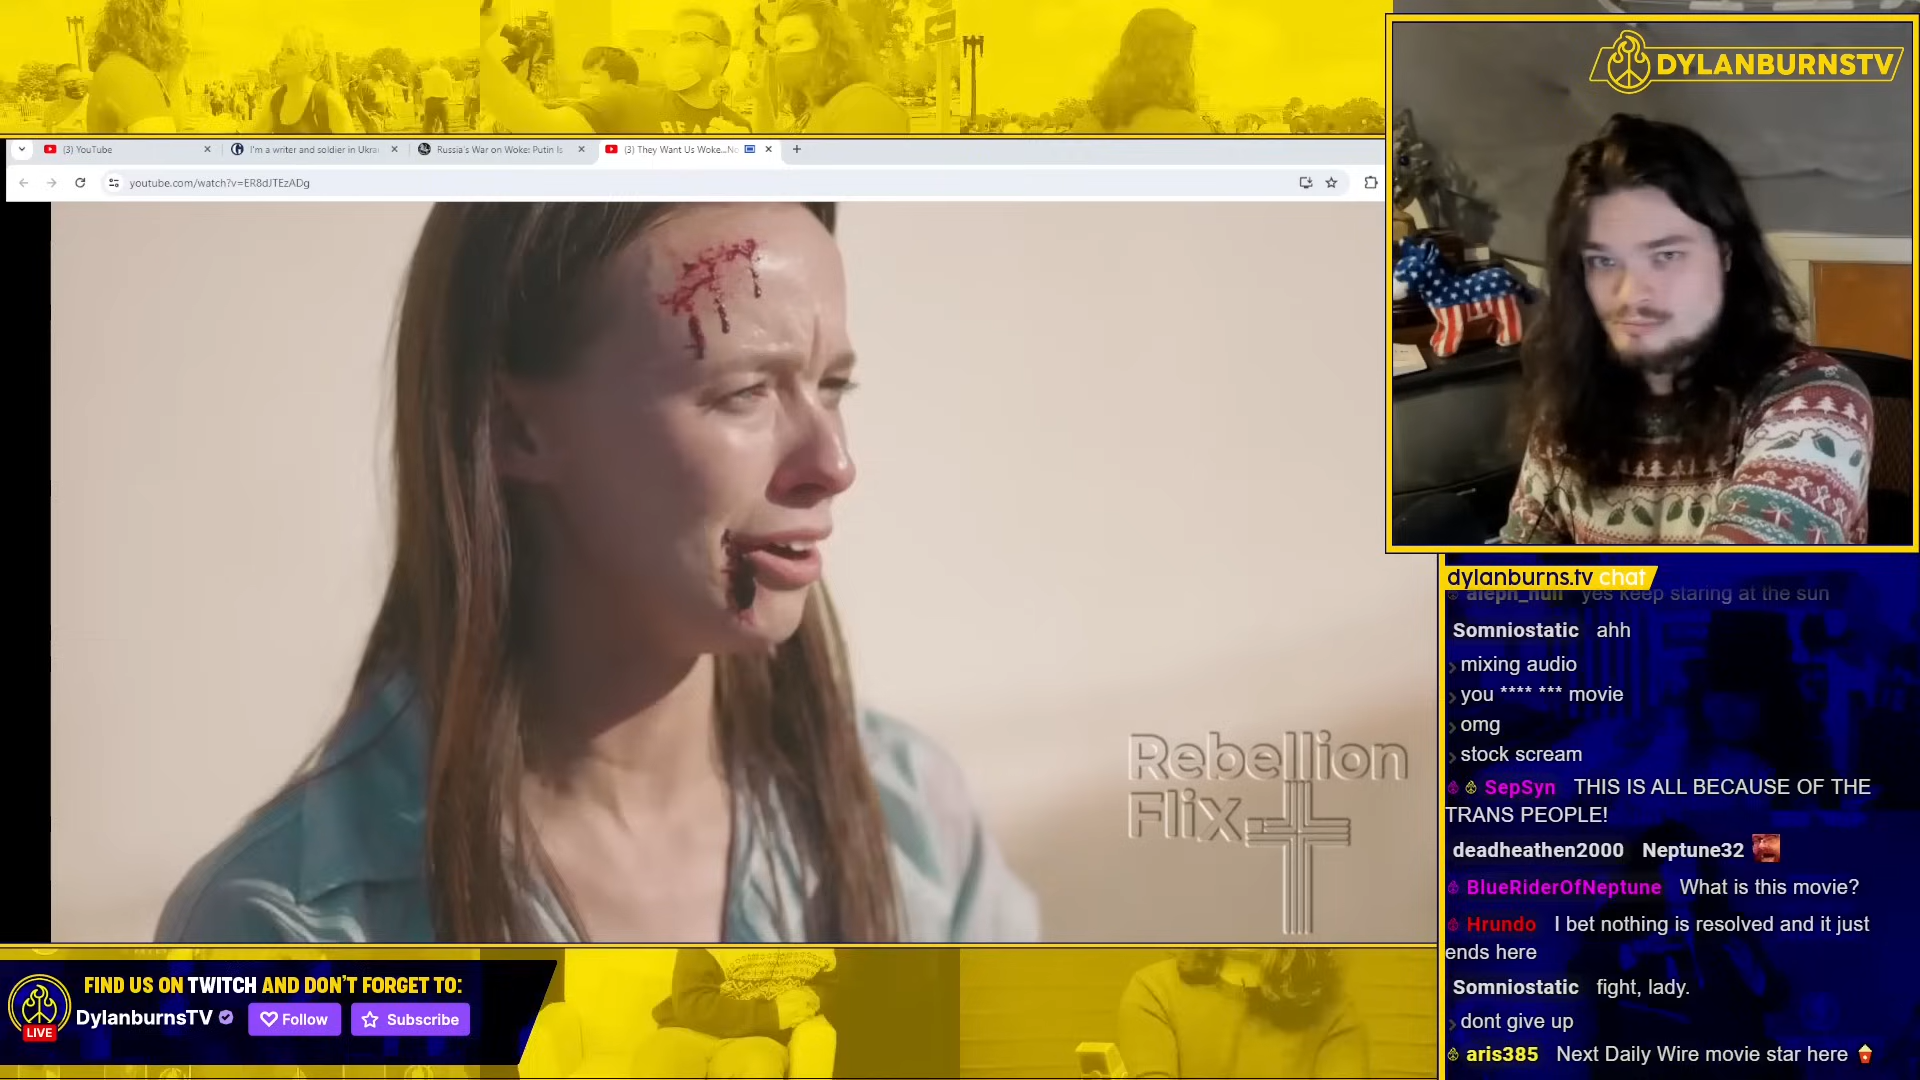 DYLANBURNSTV
(3) YouTube
I'm a writer and soldier in Ukra
Russia's War on Woke: Putin Is
(3) They Want Us Woke...No
youtube.com/watch?v=ER8dJTEzADg
Rebellion
Flix
dylanburns.tv chat
aleph_null yes keep staring at the sun
Somniostatic ahh
mixing audio
you **** *** movie
omg
stock scream
SepSyn THIS IS ALL BECAUSE OF THE
TRANS PEOPLE!
deadheathen2000 Neptune32
BlueRiderOfNeptune What is this movie?
Hrundo I bet nothing is resolved and it just
ends here
Somniostatic fight, lady.
dont give up
aris385 Next Daily Wire movie star here
FIND US ON TWITCH AND DON'T FORGET TO:
DylanburnsTV
Follow
Subscribe
LIVE